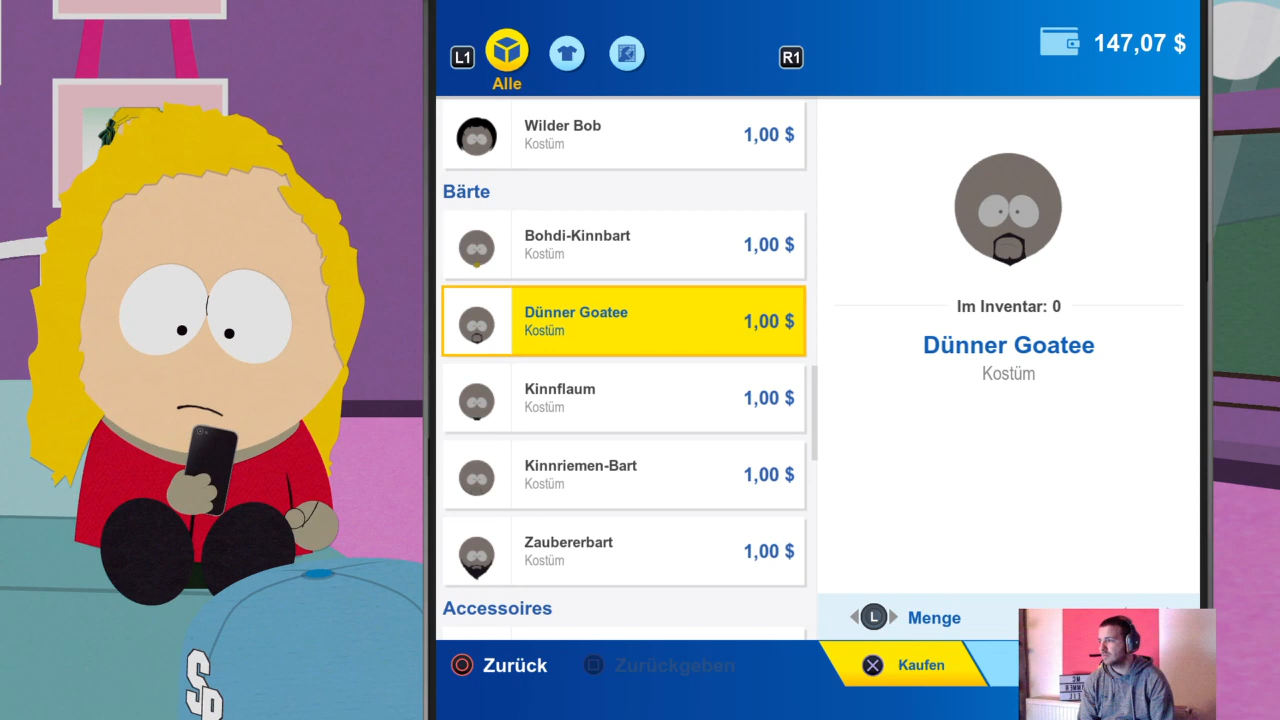 L1
R1
147,07 $
Alle
Wilder Bob
Kostüm
1,00 $
Bärte
Bohdi-Kinnbart
Kostüm
1,00 $
Dünner Goatee
Kostüm
1,00 $
Kinnflaum
Kostüm
1,00 $
Kinnriemen-Bart
Kostüm
1,00 $
Zaubererbart
Kostüm
1,00 $
Accessoires
Im Inventar: 0
Dünner Goatee
Kostüm
L Menge
Zurück
Zurückgeben
Kaufen
SP